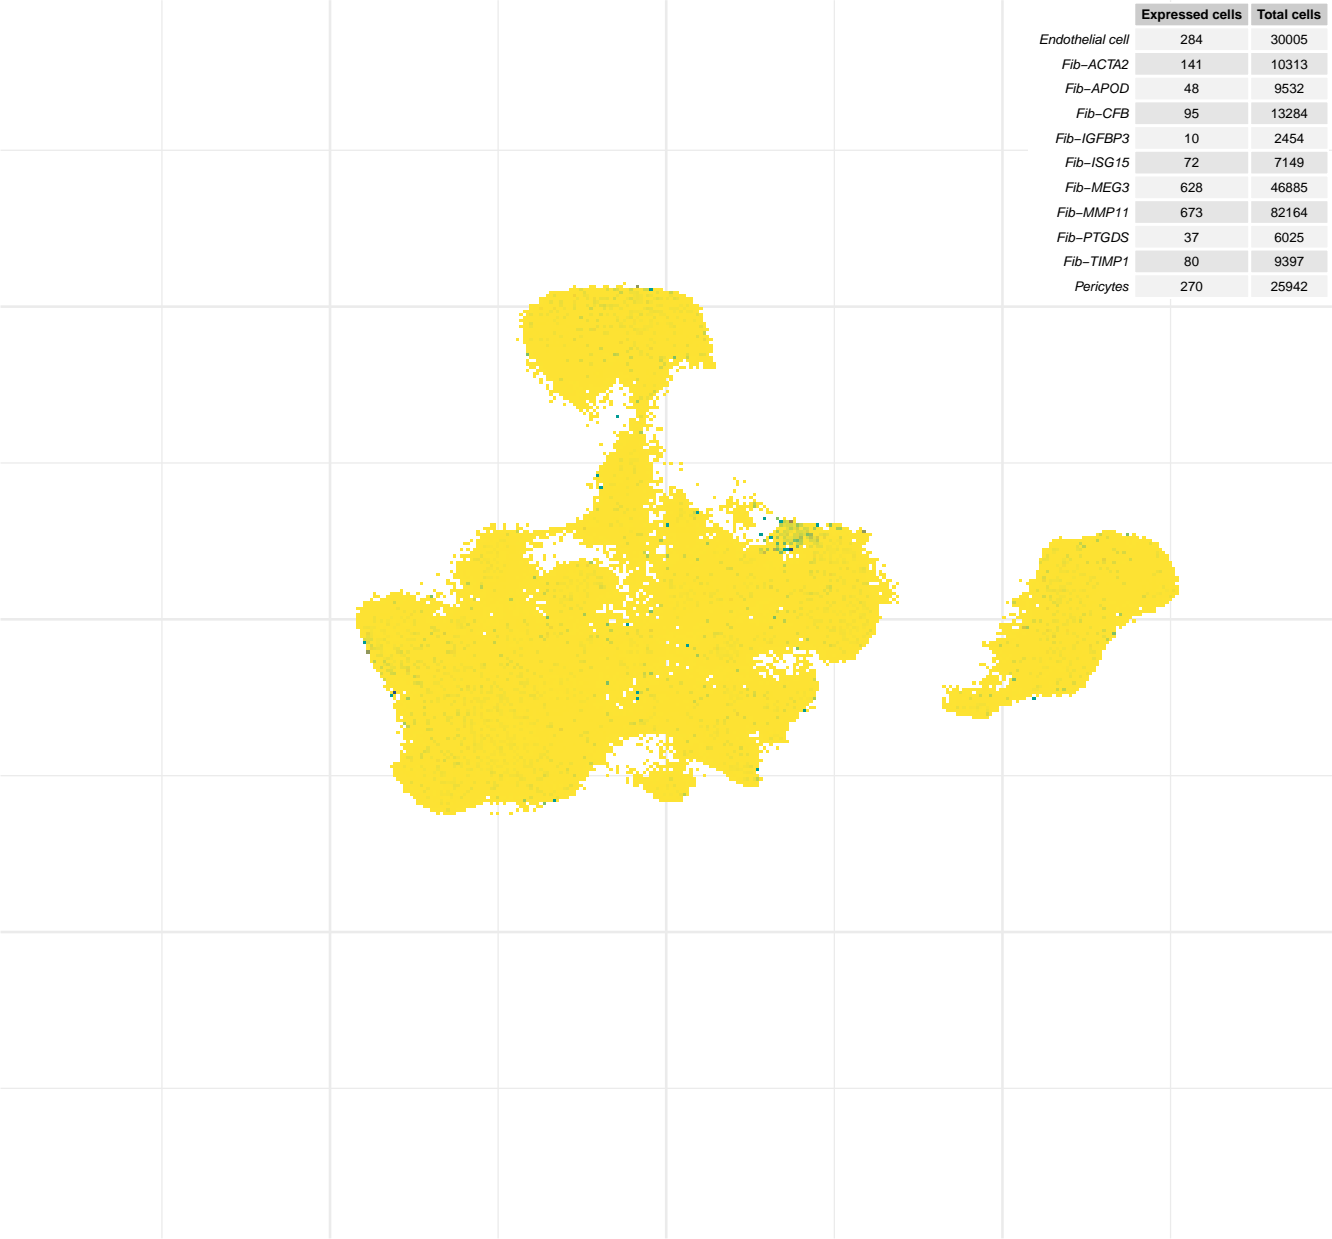 Expressed cells Total cells
Endothelial cell 284 30005
Fib−ACTA2 141 10313
Fib−APOD 48 9532
Fib−CFB 95 13284
Fib−IGFBP3 10 2454
Fib−ISG15 72 7149
Fib−MEG3 628 46885
Fib−MMP11 673 82164
Fib−PTGDS 37 6025
Fib−TIMP1 80 9397
Pericytes 270 25942